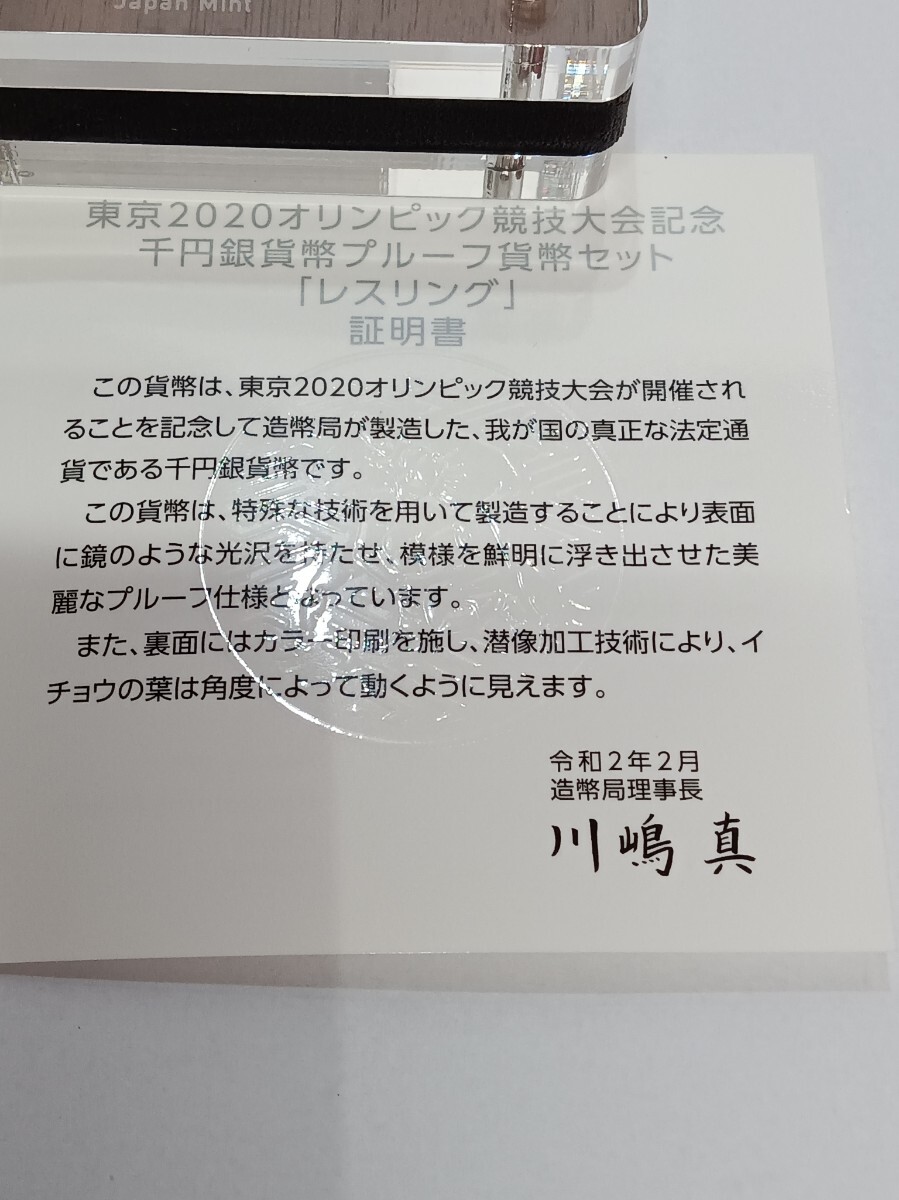 Japan Mint
東京2020オリンピック競技大会記念
千円銀貨幣プルーフ貨幣セット
「レスリング」
証明書
この貨幣は、東京2020オリンピック競技大会が開催され
ることを記念して造幣局が製造した、我が国の真正な法定通
貨である千円銀貨幣です。
この貨幣は、特殊な技術を用いて製造することにより表面
に鏡のような光沢を持たせ、模様を鮮明に浮き出させた美
麗なプルーフ仕様となっています。
また、裏面にはカラー印刷を施し、潜像加工技術により、イ
チョウの葉は角度によって動くように見えます。
令和2年2月
造幣局理事長
川嶋 真